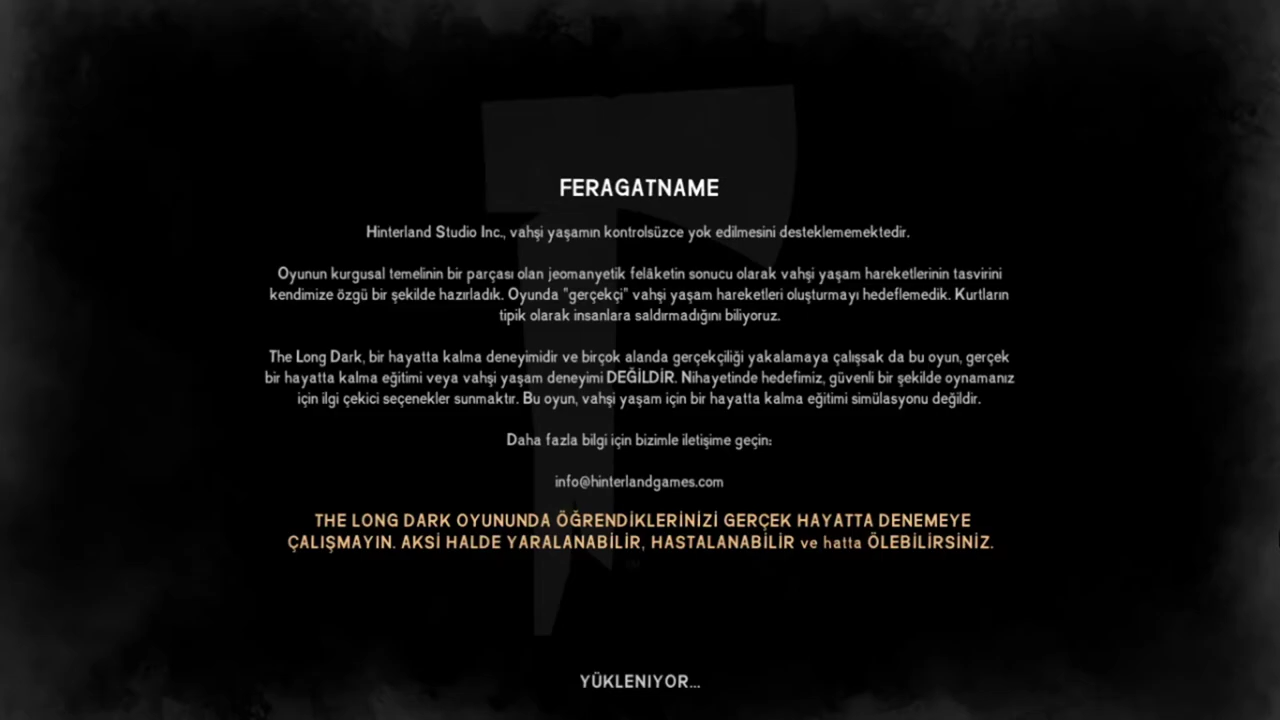 FERAGATNAME
Hinterland Studio Inc., vahşi yaşamın kontrolsüzce yok edilmesini desteklememektedir.
Oyunun kurgusal temelinin bir parçası olan jeomanyetik felâketin sonucu olarak vahşi yaşam hareketlerinin tasvirini
kendimize özgü bir şekilde hazırladık. Oyunda "gerçekçi" vahşi yaşam hareketleri oluşturmayı hedeflemedik. Kurtların
tipik olarak insanlara saldırmadığını biliyoruz.
The Long Dark, bir hayatta kalma deneyimidir ve birçok alanda gerçekçiliği yakalamaya çalışsak da bu oyun, gerçek
bir hayatta kalma eğitimi veya vahşi yaşam deneyimi DEĞİLDİR. Nihayetinde hedefimiz, güvenli bir şekilde oynamanız
için ilgi çekici seçenekler sunmaktır. Bu oyun, vahşi yaşam için bir hayatta kalma eğitimi simülasyonu değildir.
Daha fazla bilgi için bizimle iletişime geçin:
info@hinterlandgames.com
THE LONG DARK OYUNUNDA ÖĞRENDİKLERİNİZİ GERÇEK HAYATTA DENEMEYE
ÇALIŞMAYIN. AKSİ HALDE YARALANABİLİR, HASTALANABİLİR ve hatta ÖLEBİLİRSİNİZ.
YÜKLENIYOR...